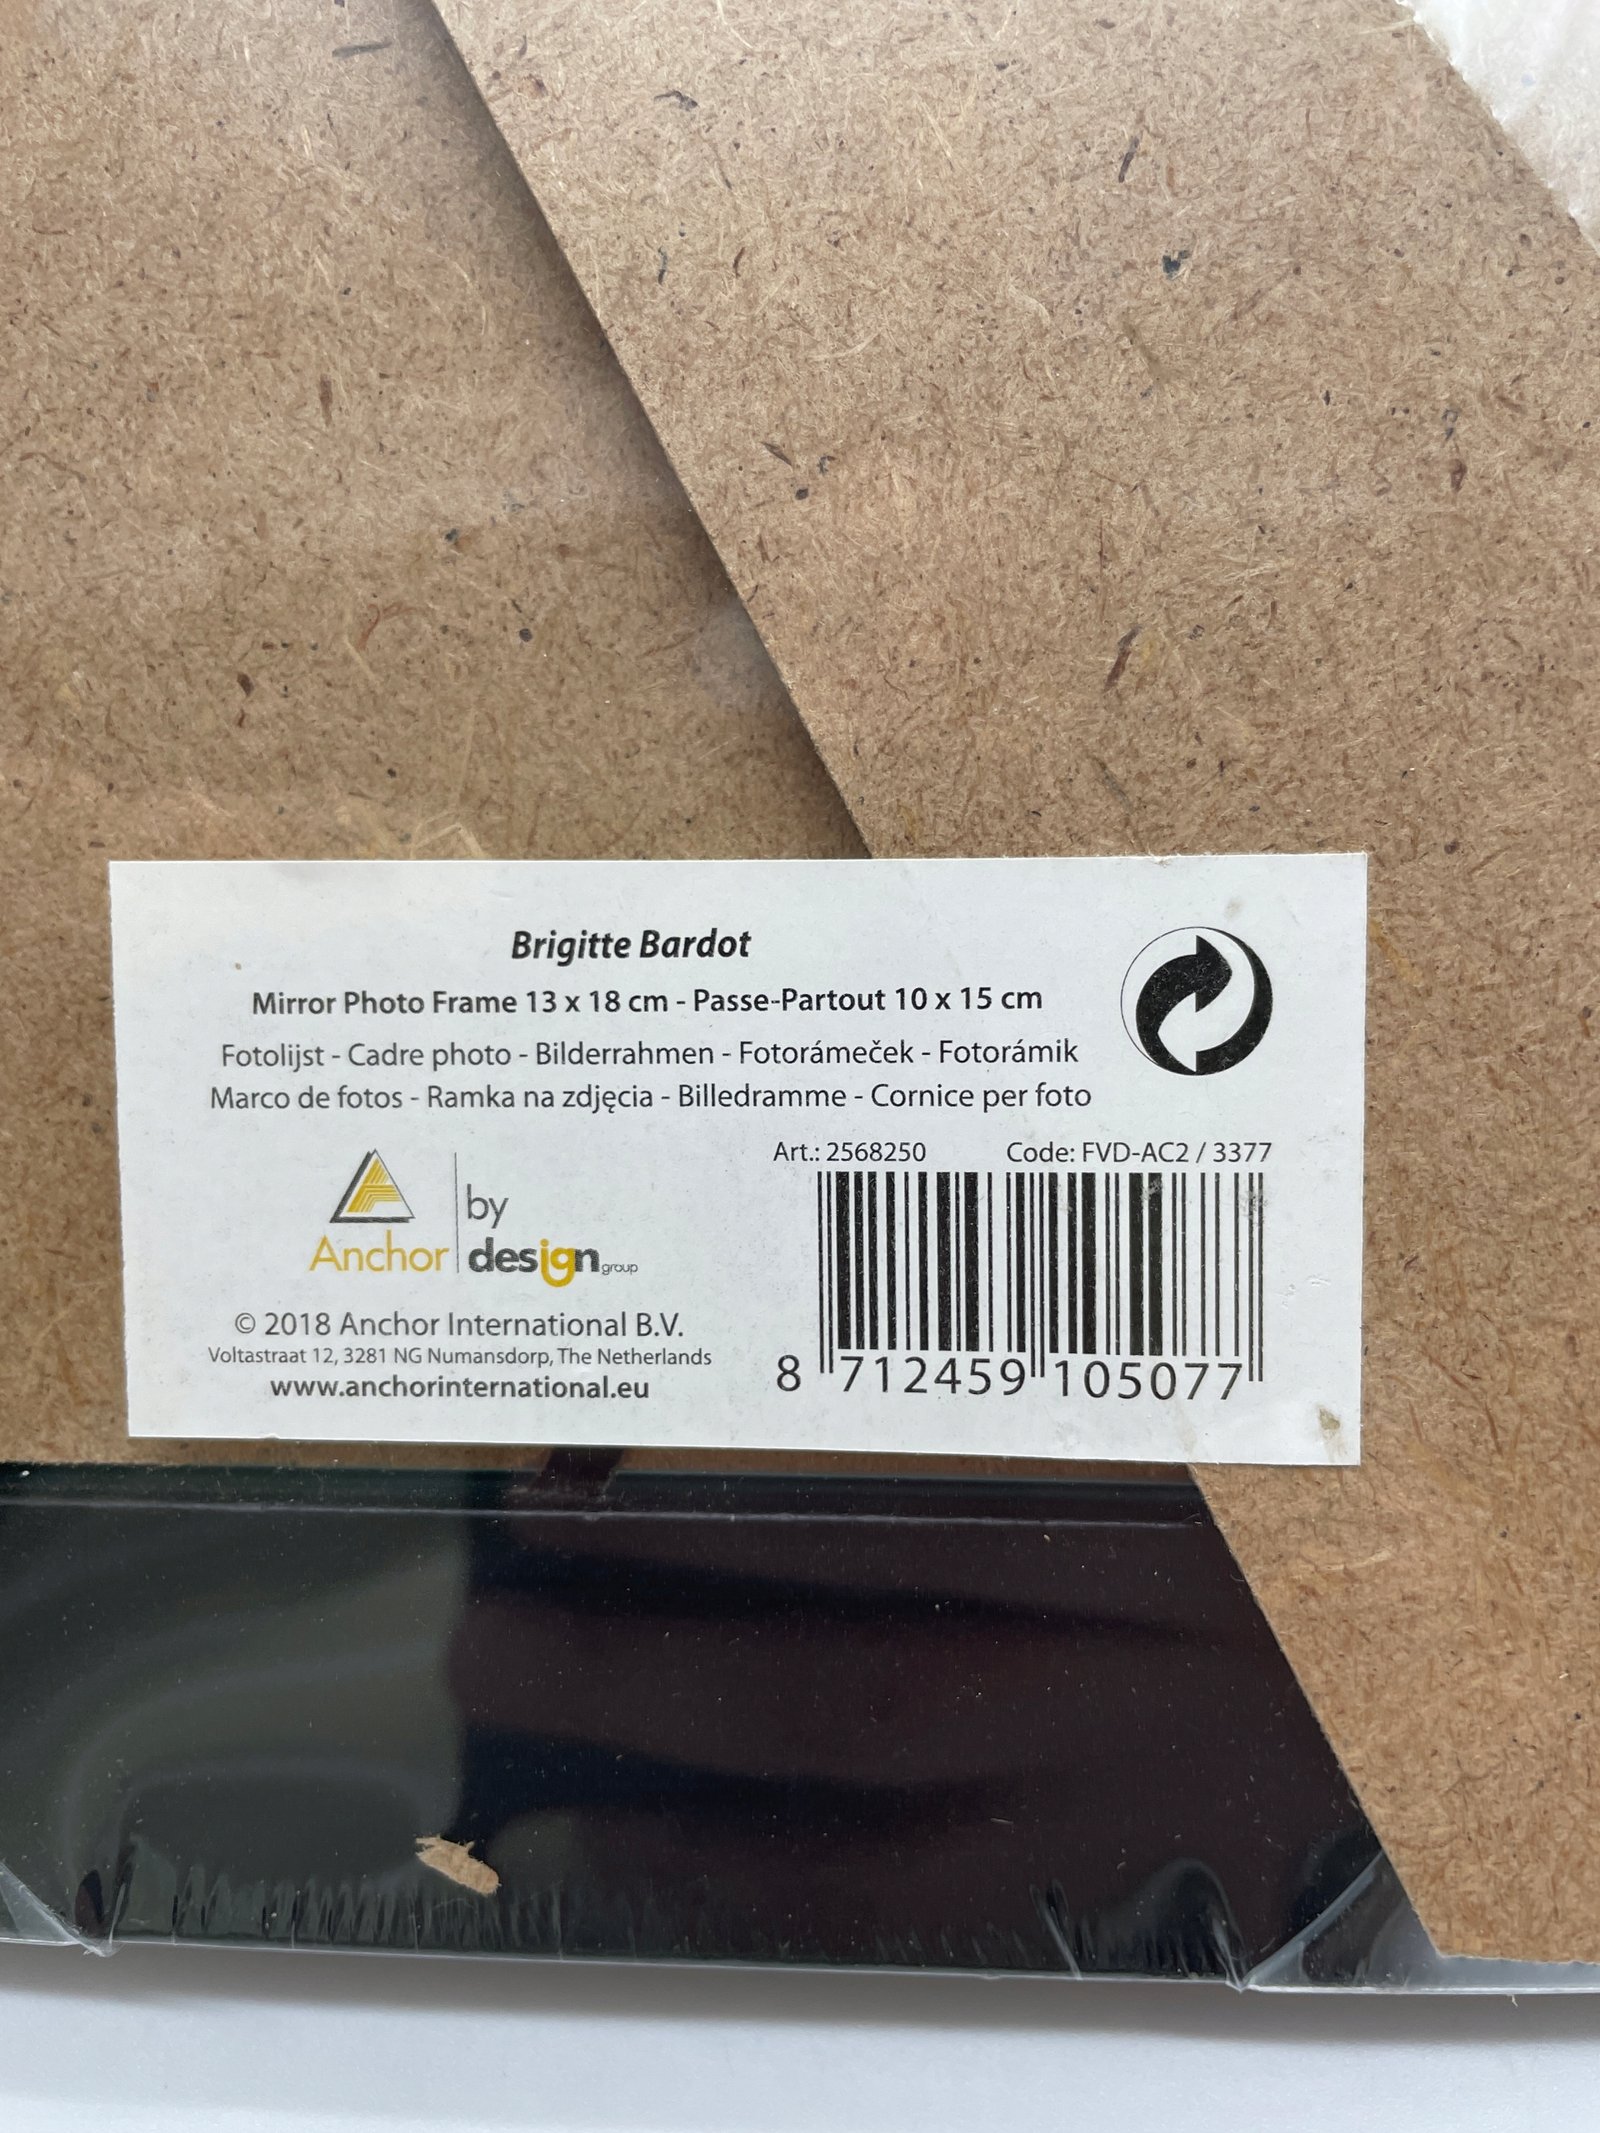 Brigitte Bardot
Mirror Photo Frame 13 x 18 cm - Passe-Partout 10 x 15 cm
Fotolijst - Cadre photo - Bilderrahmen - Fotorámeček - Fotorámik
Marco de fotos - Ramka na zdjęcia - Billedramme - Cornice per foto
Art.: 2568250 Code: FVD-AC2 / 3377
Anchor by design group
© 2018 Anchor International B.V.
Voltastraat 12, 3281 NG Numansdorp, The Netherlands
www.anchorinternational.eu
8 712459 105077